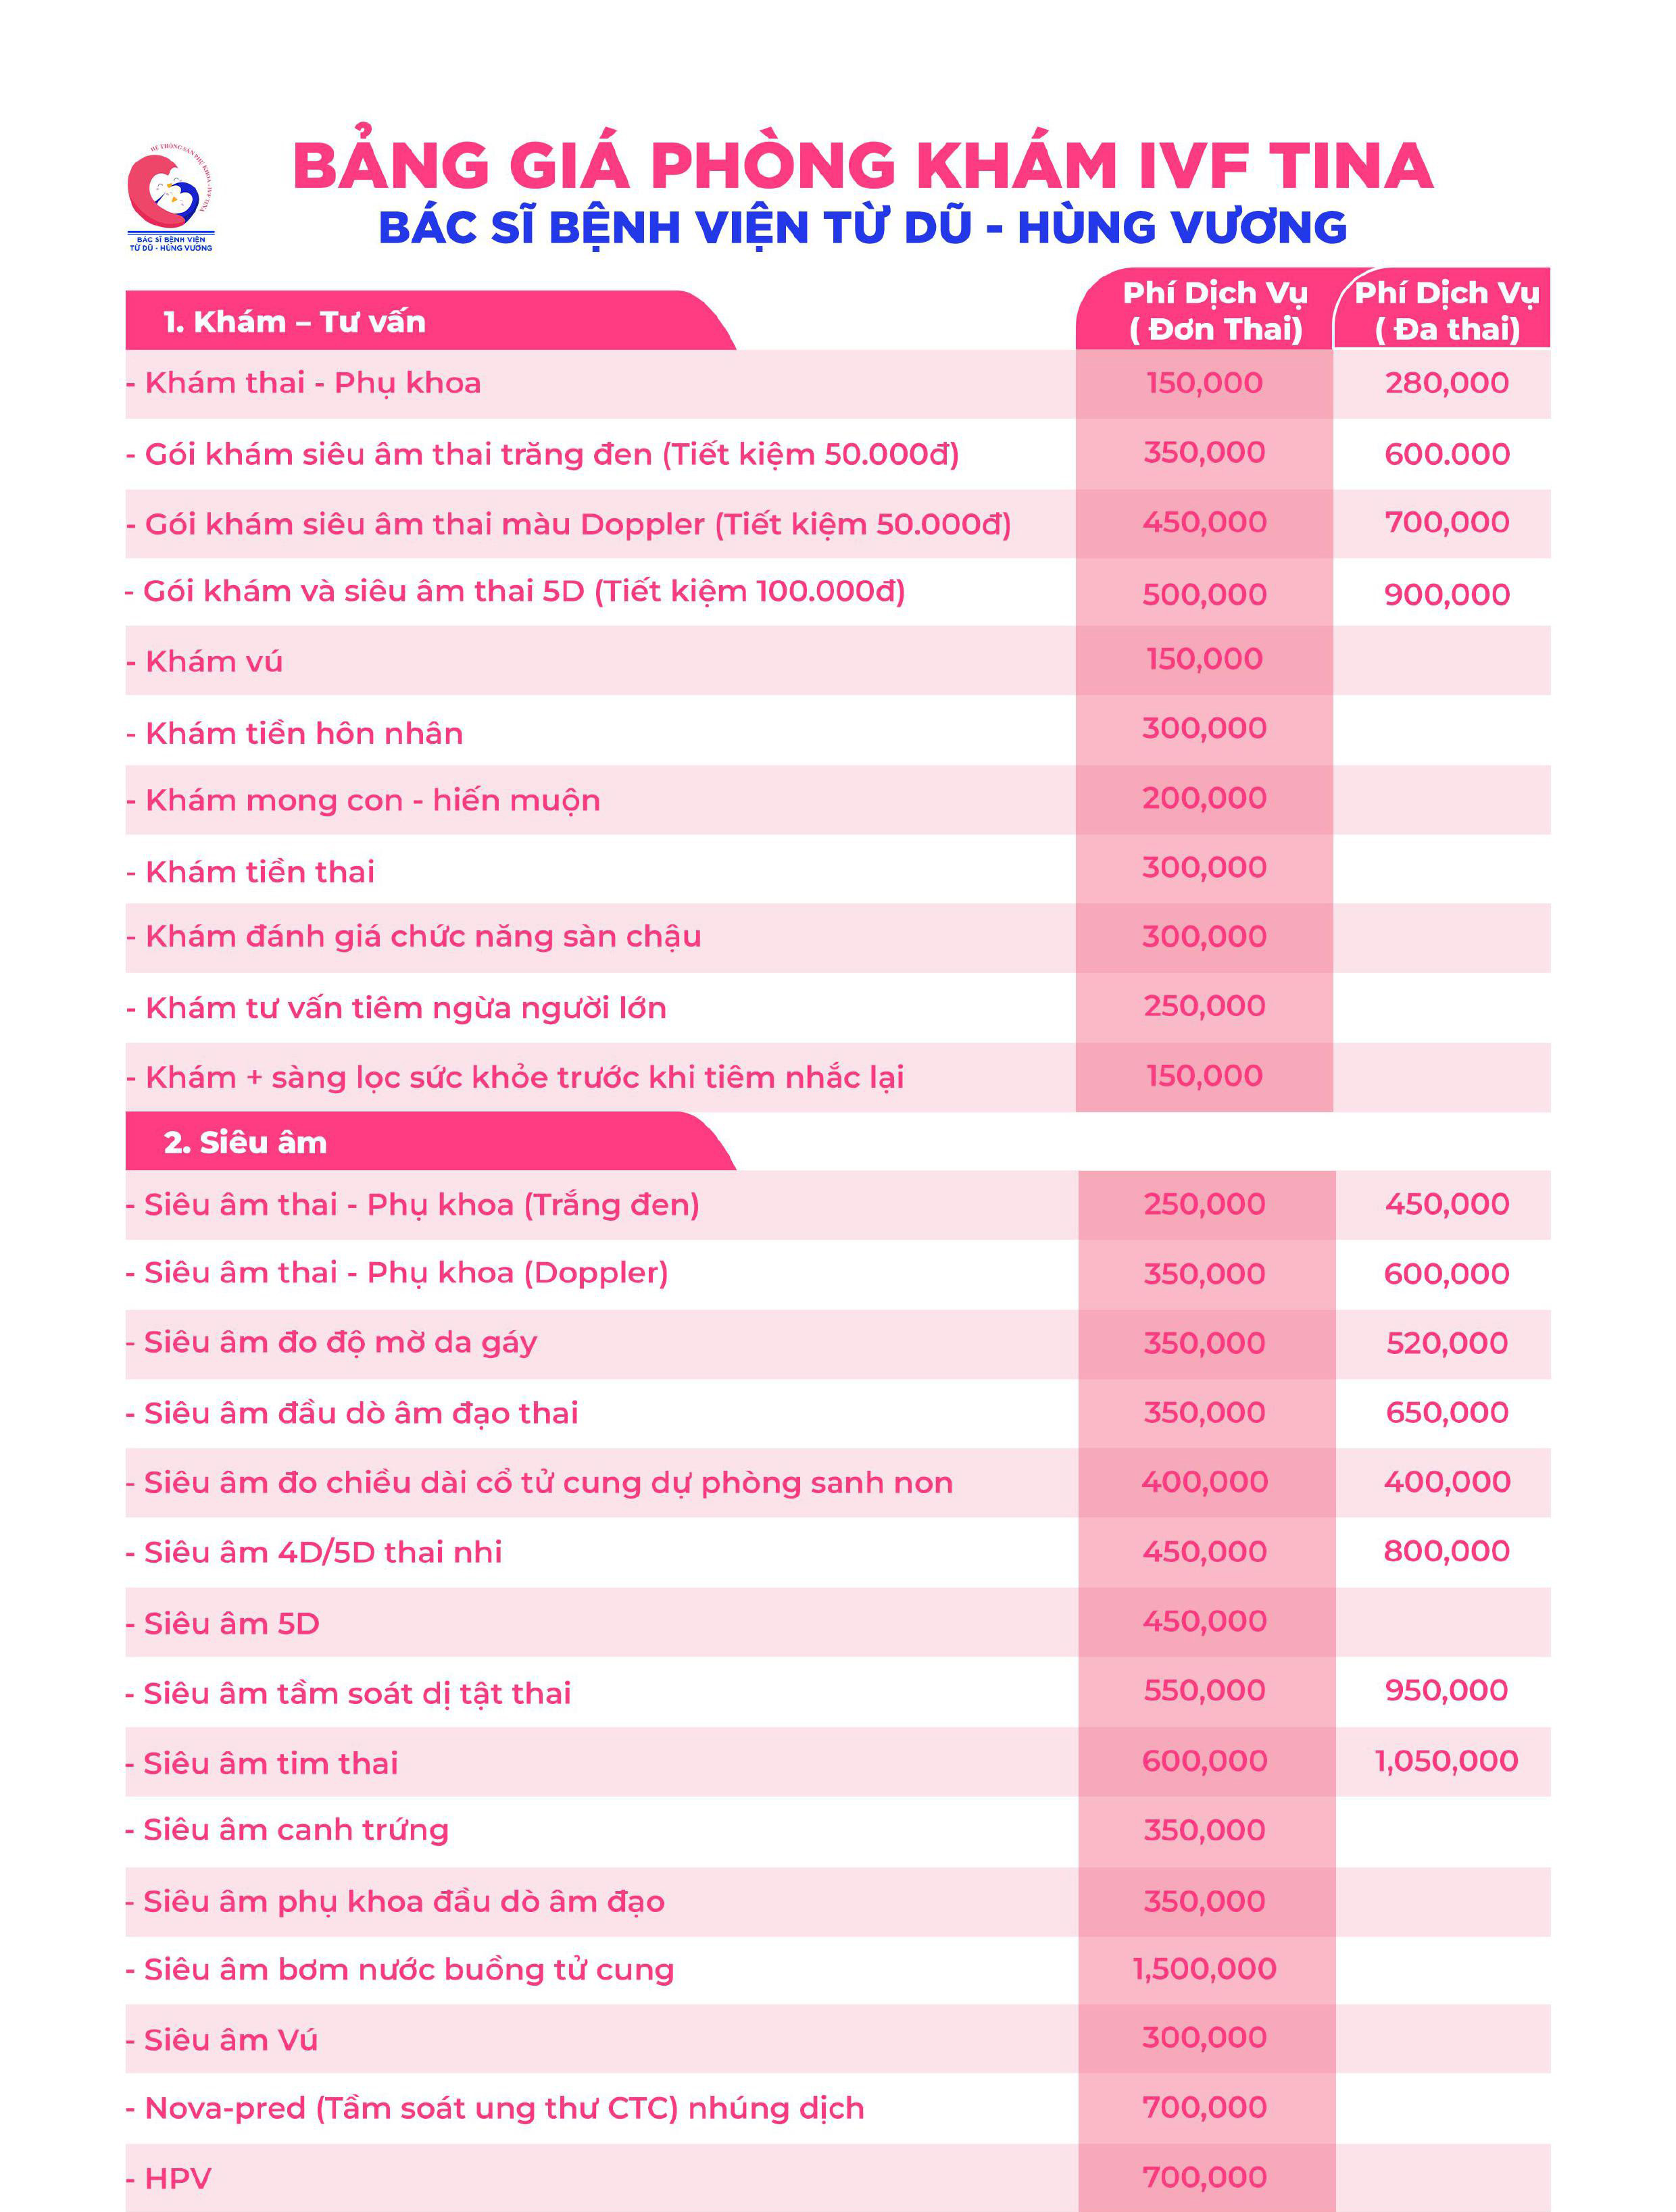 BẢNG GIÁ PHÒNG KHÁM IVF TINA
BÁC SĨ BỆNH VIỆN TỪ DŨ - HÙNG VƯƠNG
HỆ THỐNG SẢN PHỤ KHOA - IVF TINA
BÁC SĨ BỆNH VIỆN
TỪ DŨ - HÙNG VƯƠNG
1. Khám – Tư vấn
Phí Dịch Vụ
( Đơn Thai)
Phí Dịch Vụ
( Đa thai)
- Khám thai - Phụ khoa 150,000 280,000
- Gói khám siêu âm thai trăng đen (Tiết kiệm 50.000đ) 350,000 600.000
- Gói khám siêu âm thai màu Doppler (Tiết kiệm 50.000đ) 450,000 700,000
- Gói khám và siêu âm thai 5D (Tiết kiệm 100.000đ) 500,000 900,000
- Khám vú 150,000
- Khám tiền hôn nhân 300,000
- Khám mong con - hiến muộn 200,000
- Khám tiền thai 300,000
- Khám đánh giá chức năng sàn chậu 300,000
- Khám tư vấn tiêm ngừa người lớn 250,000
- Khám + sàng lọc sức khỏe trước khi tiêm nhắc lại 150,000
2. Siêu âm
- Siêu âm thai - Phụ khoa (Trắng đen) 250,000 450,000
- Siêu âm thai - Phụ khoa (Doppler) 350,000 600,000
- Siêu âm đo độ mờ da gáy 350,000 520,000
- Siêu âm đầu dò âm đạo thai 350,000 650,000
- Siêu âm đo chiều dài cổ tử cung dự phòng sanh non 400,000 400,000
- Siêu âm 4D/5D thai nhi 450,000 800,000
- Siêu âm 5D 450,000
- Siêu âm tầm soát dị tật thai 550,000 950,000
- Siêu âm tim thai 600,000 1,050,000
- Siêu âm canh trứng 350,000
- Siêu âm phụ khoa đầu dò âm đạo 350,000
- Siêu âm bơm nước buồng tử cung 1,500,000
- Siêu âm Vú 300,000
- Nova-pred (Tầm soát ung thư CTC) nhúng dịch 700,000
- HPV 700,000